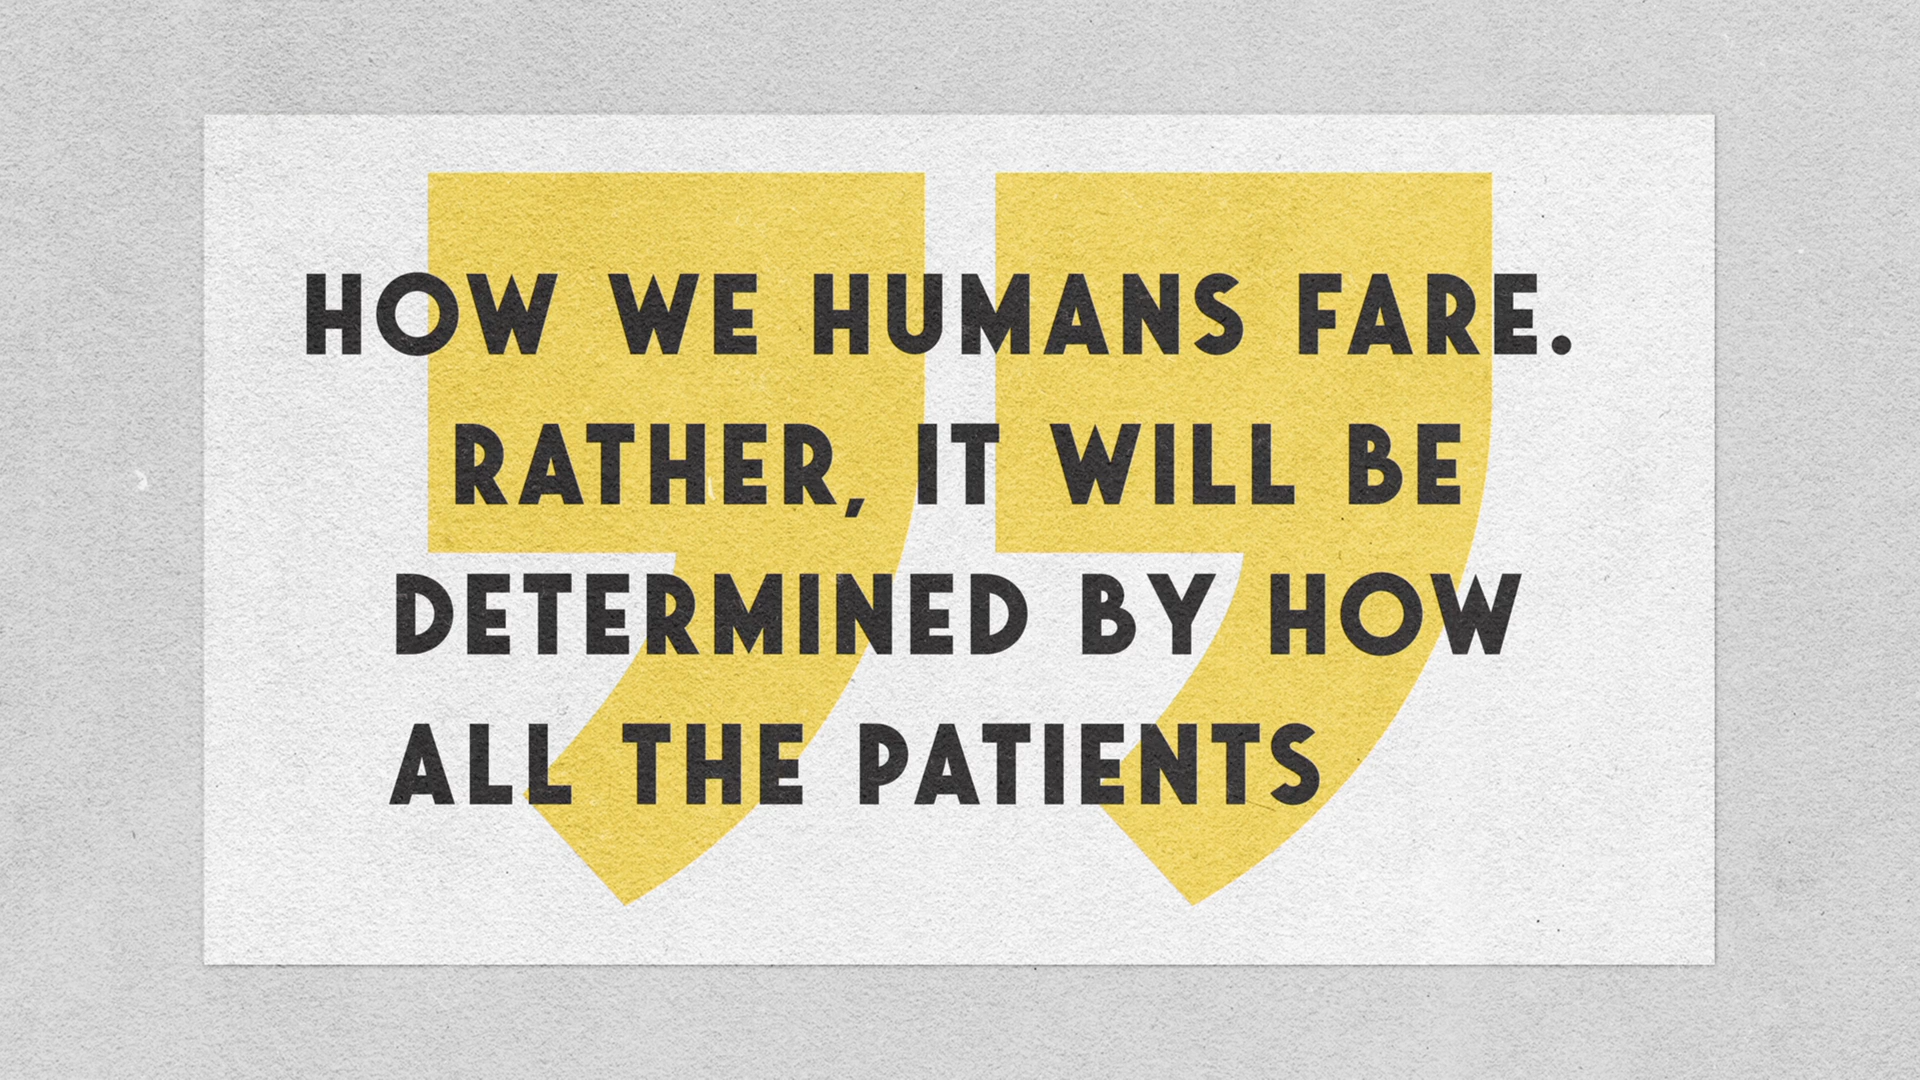 HOW WE HUMANS FARE.
RATHER, IT WILL BE
DETERMINED BY HOW
ALL THE PATIENTS